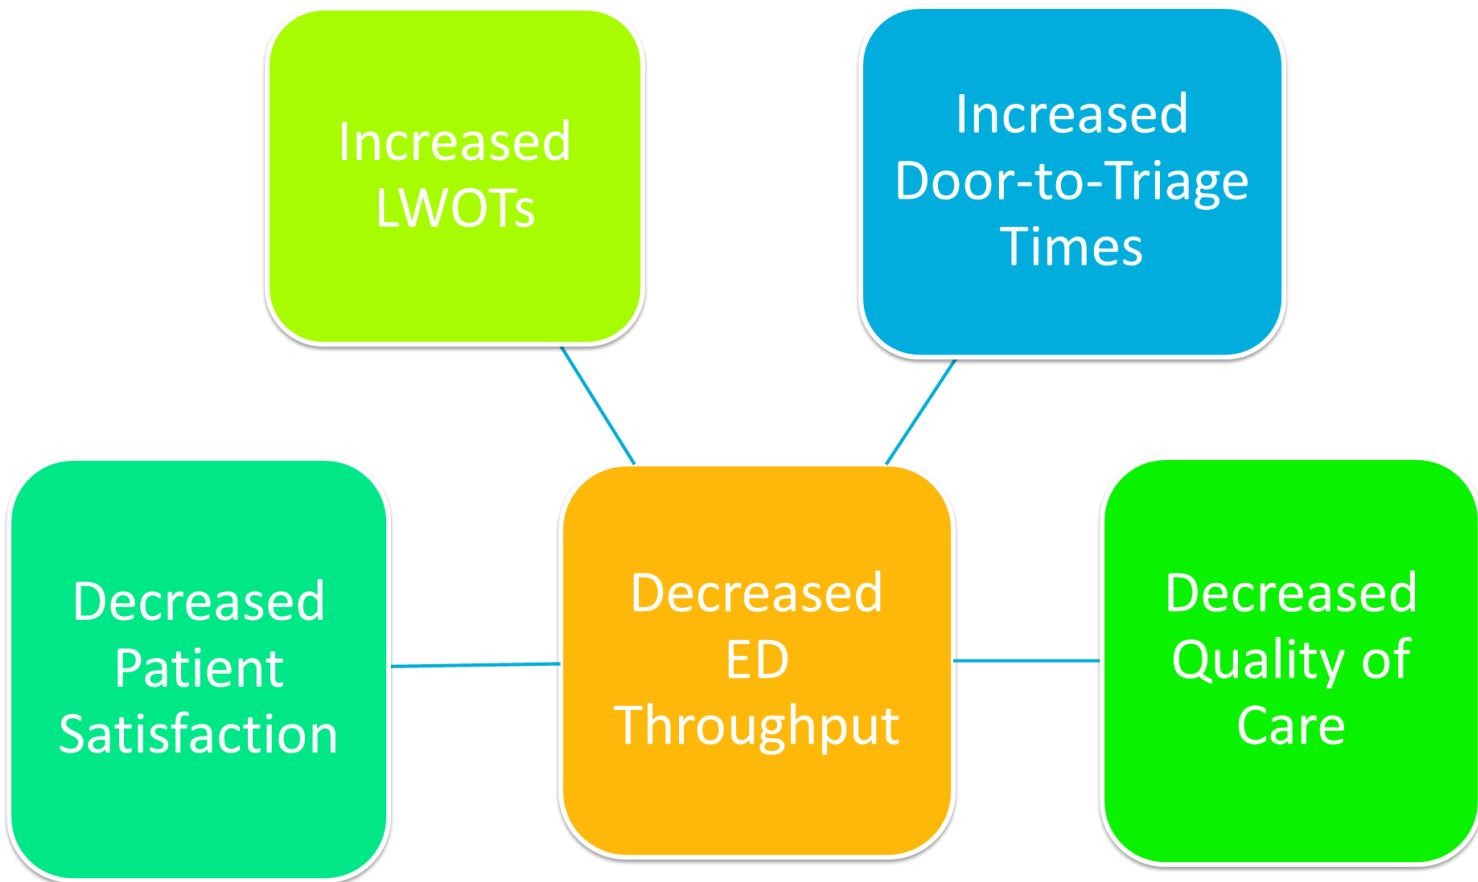 Increased
LWOTs
Increased
Door-to-Triage
Times
Decreased
Patient
Satisfaction
Decreased
ED
Throughput
Decreased
Quality of
Care